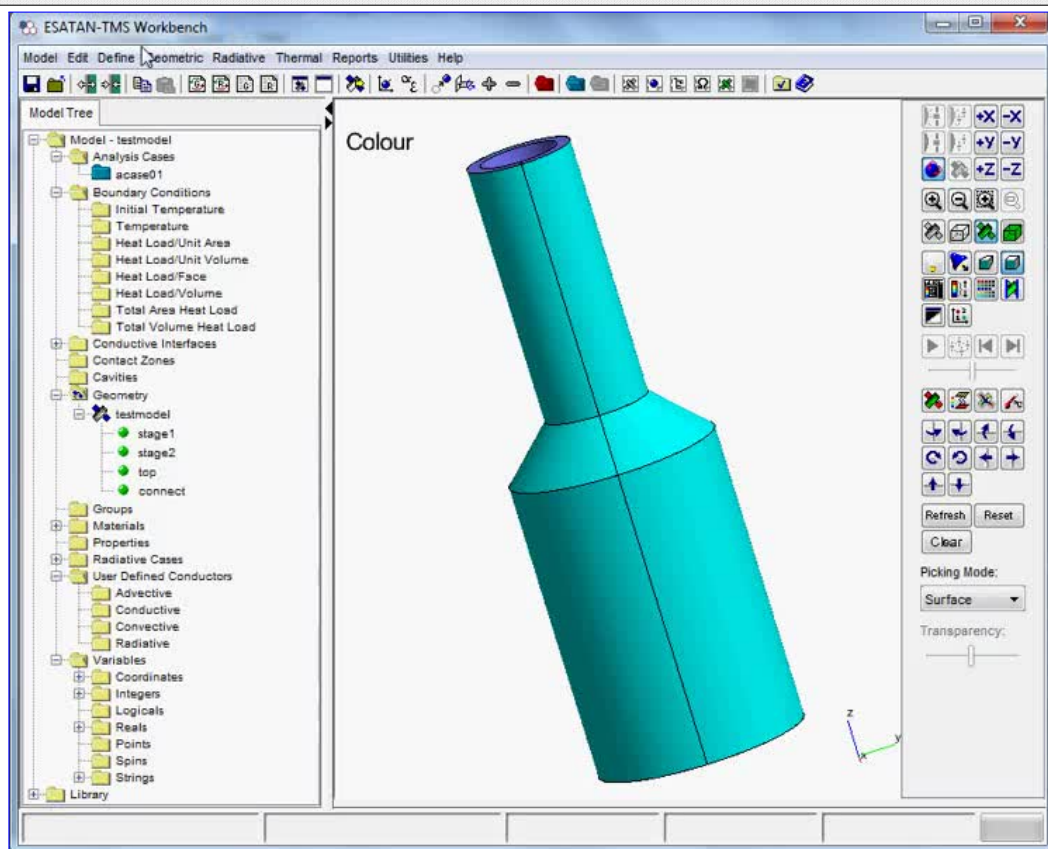 ESATAN-TMS Workbench
Model Edit Define Geometric Radiative Thermal Reports Utilities Help
Model Tree
Model - testmodel
Analysis Cases
acase01
Boundary Conditions
Initial Temperature
Temperature
Heat Load/Unit Area
Heat Load/Unit Volume
Heat Load/Face
Heat Load/Volume
Total Area Heat Load
Total Volume Heat Load
Conductive Interfaces
Contact Zones
Cavities
Geometry
testmodel
stage1
stage2
top
connect
Groups
Materials
Properties
Radiative Cases
User Defined Conductors
Advective
Conductive
Convective
Radiative
Variables
Coordinates
Integers
Logicals
Reals
Points
Spins
Strings
Library
Colour
z
y
x
+X -X
+Y -Y
+Z -Z
Refresh Reset
Clear
Picking Mode:
Surface
Transparency: